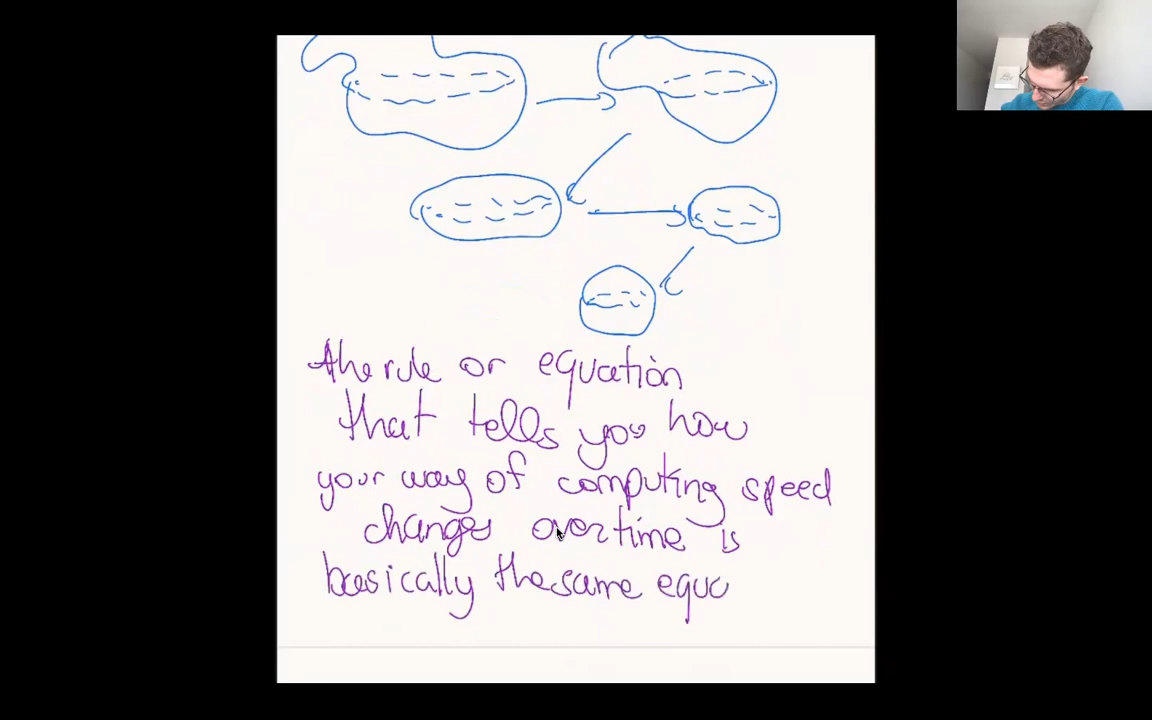 the rule or equation
that tells you how
your way of computing speed
changes over time is
basically the same equa